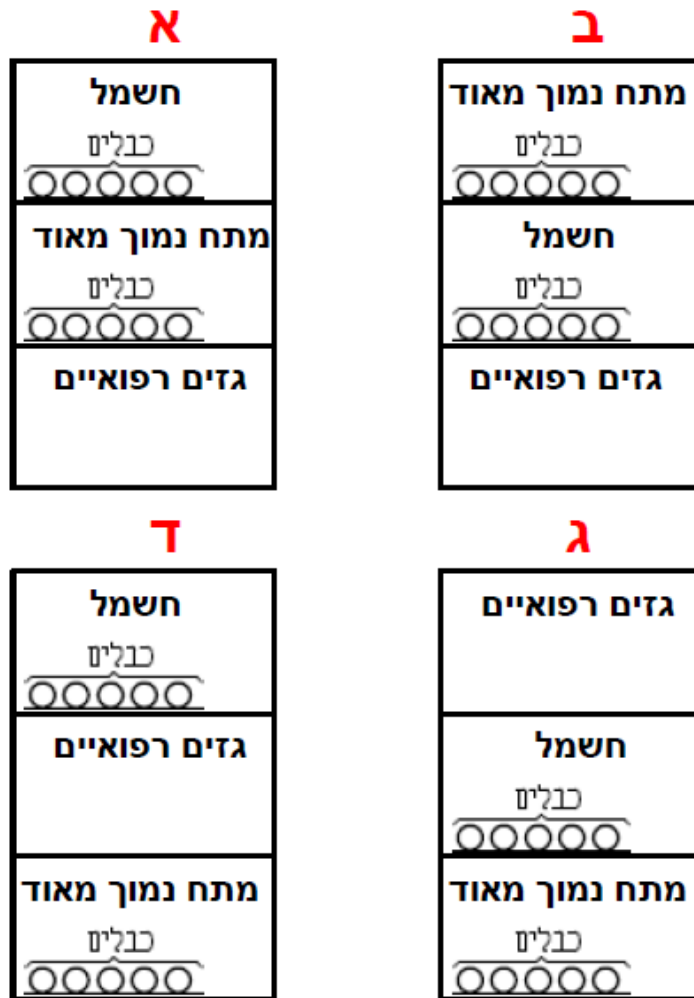 א
חשמל
כבלים
מתח נמוך מאוד
כבלים
גזים רפואיים
ב
מתח נמוך מאוד
כבלים
חשמל
כבלים
גזים רפואיים
ג
גזים רפואיים
חשמל
כבלים
מתח נמוך מאוד
כבלים
ד
חשמל
כבלים
גזים רפואיים
מתח נמוך מאוד
כבלים